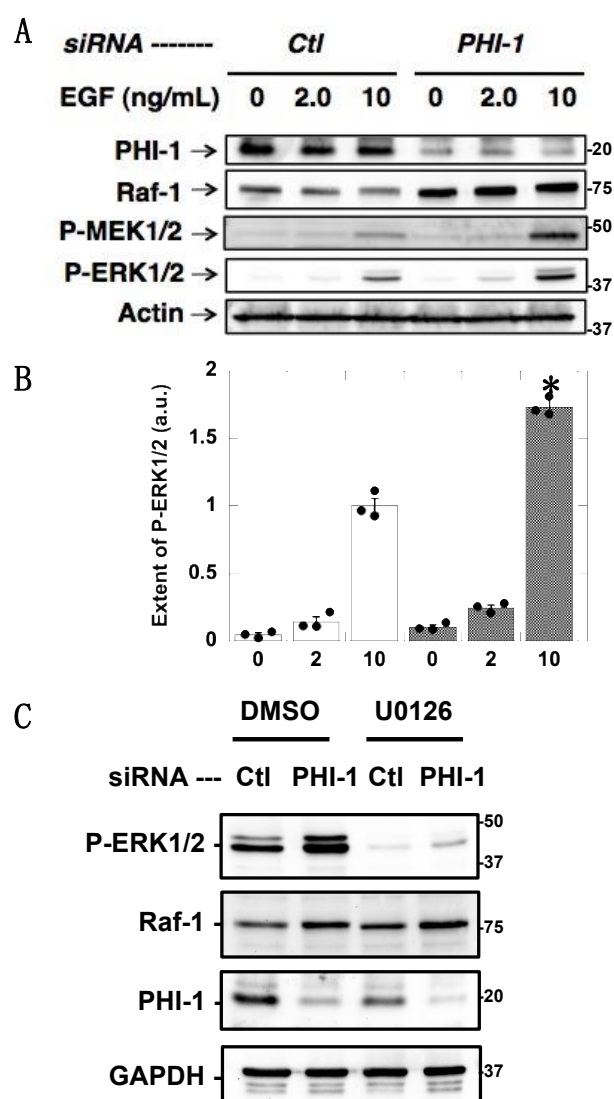 A
siRNA ------- Ctl PHI-1
EGF (ng/mL) 0 2.0 10 0 2.0 10
PHI-1 → -20
Raf-1 → -75
P-MEK1/2 → -50
P-ERK1/2 → -37
Actin →
B
Extent of P-ERK1/2 (a.u.)
2
*
1.5
1
0.5
0
0 2 10 0 2 10
C
DMSO U0126
siRNA --- Ctl PHI-1 Ctl PHI-1
-50
P-ERK1/2 -
-37
Raf-1 - -75
PHI-1 - -20
GAPDH - -37